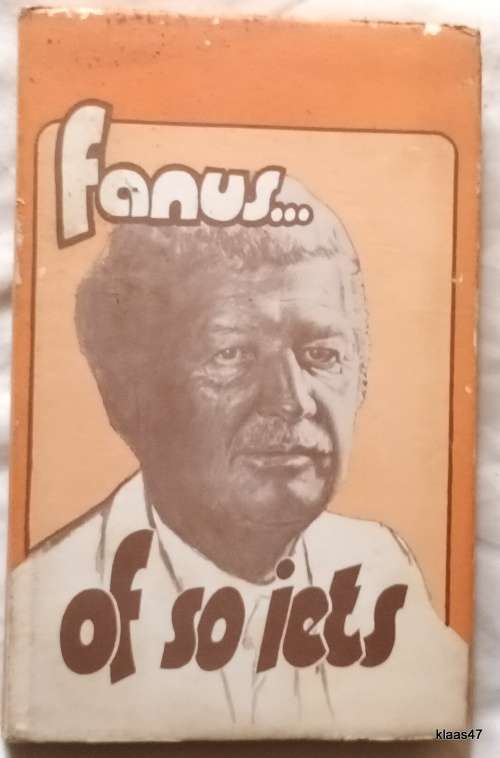 fanus...
of so iets
klaas47